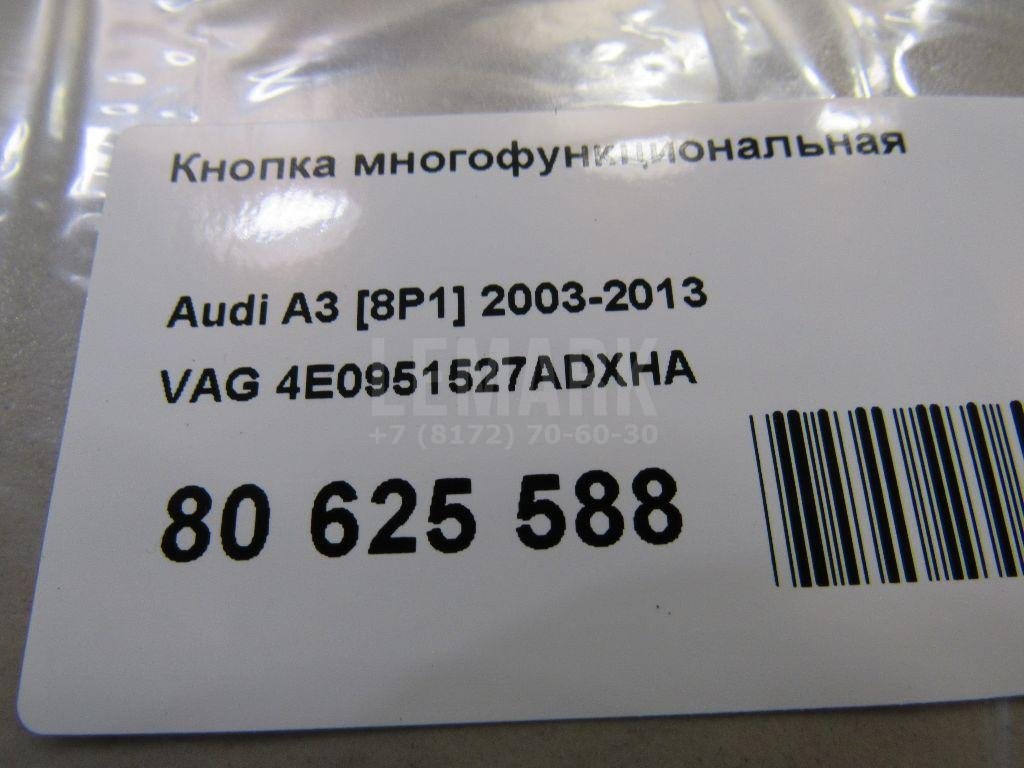 Кнопка многофункциональная
Audi A3 [8P1] 2003-2013
VAG 4E0951527ADXHA
LEMARK
+7 (8172) 70-60-30
80 625 588